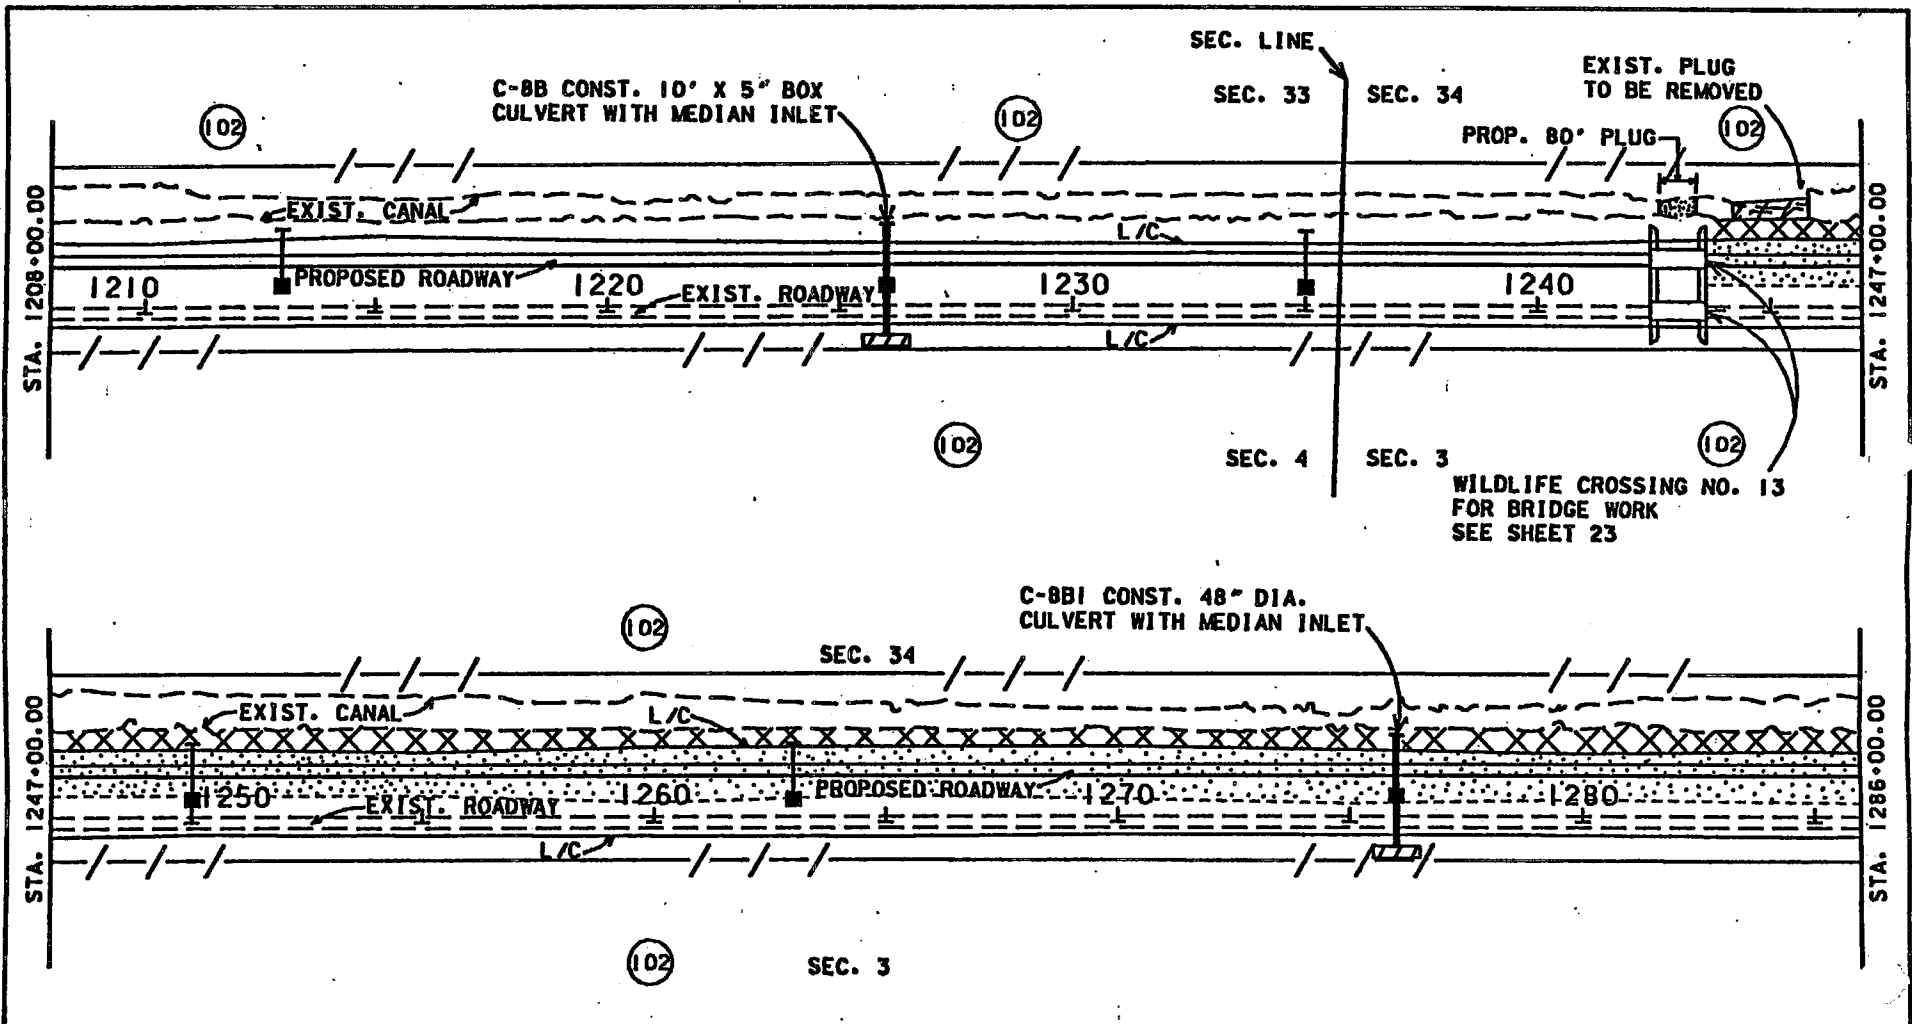 SEC. LINE
C-8B CONST. 10' X 5' BOX
CULVERT WITH MEDIAN INLET
SEC. 33
SEC. 34
EXIST. PLUG
TO BE REMOVED
102
102
102
PROP. 80' PLUG
EXIST. CANAL
L/C
PROPOSED ROADWAY
1210
1220
1230
1240
EXIST. ROADWAY
L/C
STA. 1208+00.00
STA. 1247+00.00
102
SEC. 4
SEC. 3
102
WILDLIFE CROSSING NO. 13
FOR BRIDGE WORK
SEE SHEET 23
C-8B1 CONST. 48" DIA.
CULVERT WITH MEDIAN INLET
102
SEC. 34
EXIST. CANAL
L/C
PROPOSED ROADWAY
1250
1260
1270
1280
EXIST. ROADWAY
L/C
STA. 1247+00.00
STA. 1286+00.00
102
SEC. 3